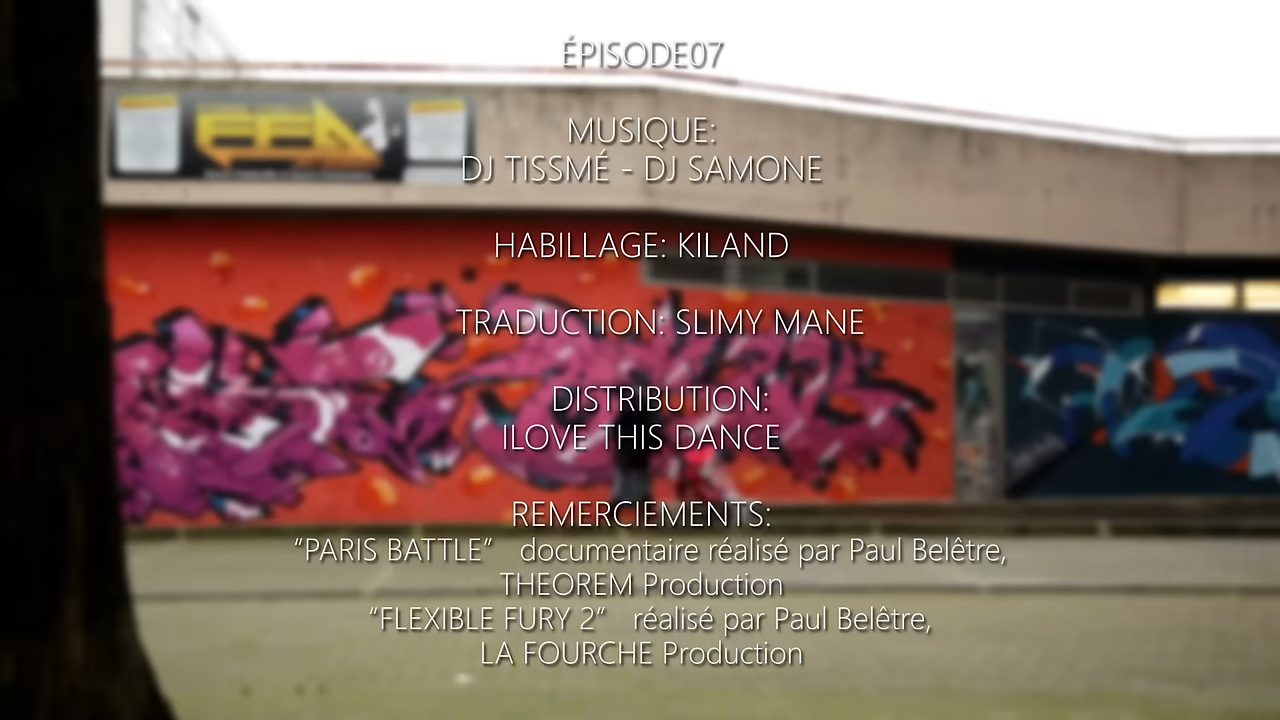 ÉPISODE07
MUSIQUE:
DJ TISSMÉ - DJ SAMONE
HABILLAGE: KILAND
TRADUCTION: SLIMY MANE
DISTRIBUTION:
ILOVE THIS DANCE
REMERCIEMENTS:
“PARIS BATTLE” documentaire réalisé par Paul Belêtre,
THEOREM Production
“FLEXIBLE FURY 2” réalisé par Paul Belêtre,
LA FOURCHE Production